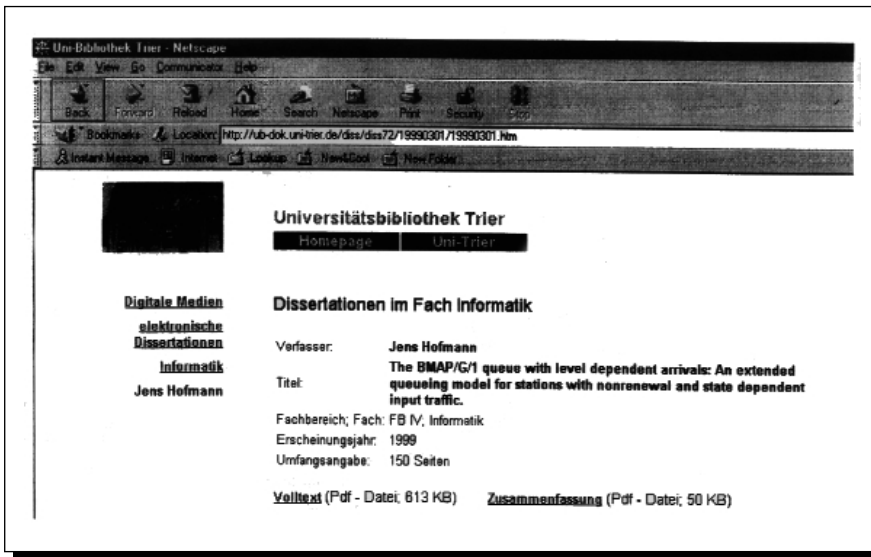 Uni-Bibliothek Trier - Netscape
File Edit View Go Communicator Help
Back Forward Reload Home Search Netscape Print Security Stop
Bookmarks Location: http://ub-dok.uni-trier.de/diss/diss72/19990301/19990301.htm
Instant Message Internet Lookup New&Cool New Folder
Universitätsbibliothek Trier
Homepage Uni-Trier
Digitale Medien
elektronische
Dissertationen
Informatik
Jens Hofmann
Dissertationen im Fach Informatik
Verfasser: Jens Hofmann
Titel: The BMAP/G/1 queue with level dependent arrivals: An extended
queueing model for stations with nonrenewal and state dependent
input traffic.
Fachbereich; Fach: FB IV; Informatik
Erscheinungsjahr: 1999
Umfangsangabe: 150 Seiten
Volltext (Pdf - Datei; 613 KB) Zusammenfassung (Pdf - Datei; 50 KB)